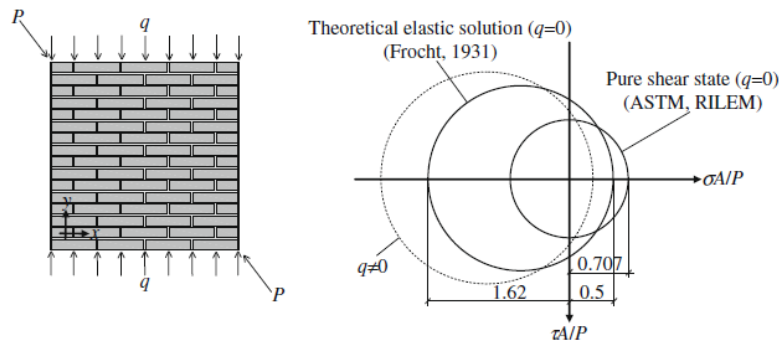 P
q
y
x
q
P
Theoretical elastic solution (q=0)
(Frocht, 1931)
Pure shear state (q=0)
(ASTM, RILEM)
σA/P
q≠0
0.707
1.62
0.5
τA/P